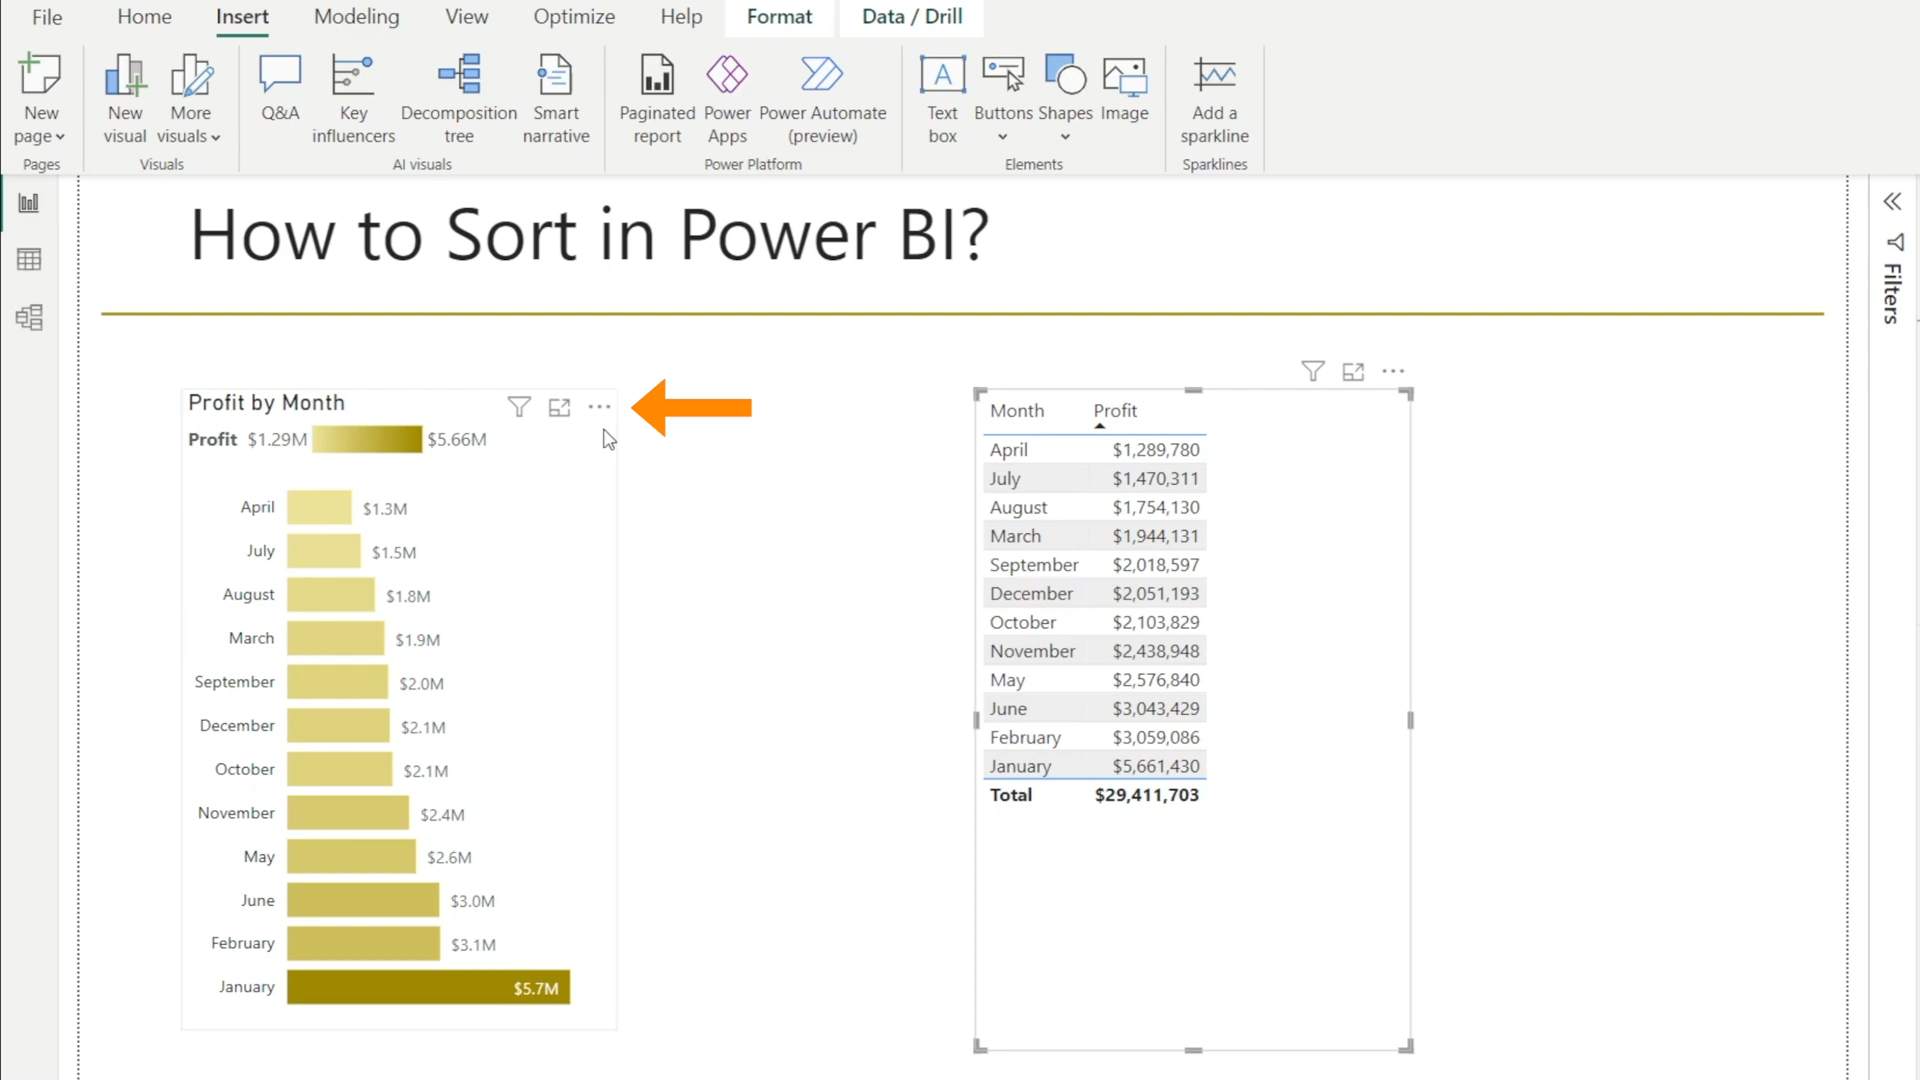 File Home Insert Modeling View Optimize Help Format Data / Drill
New page
New visual
More visuals
Q&A
Key influencers
Decomposition tree
Smart narrative
Paginated report
Power Apps
Power Automate (preview)
Text box
Buttons
Shapes
Image
Add a sparkline
Pages Visuals AI visuals Power Platform Elements Sparklines
How to Sort in Power BI?
Filters
Profit by Month
Profit $1.29M $5.66M
April $1.3M
July $1.5M
August $1.8M
March $1.9M
September $2.0M
December $2.1M
October $2.1M
November $2.4M
May $2.6M
June $3.0M
February $3.1M
January $5.7M
Month Profit
April $1,289,780
July $1,470,311
August $1,754,130
March $1,944,131
September $2,018,597
December $2,051,193
October $2,103,829
November $2,438,948
May $2,576,840
June $3,043,429
February $3,059,086
January $5,661,430
Total $29,411,703